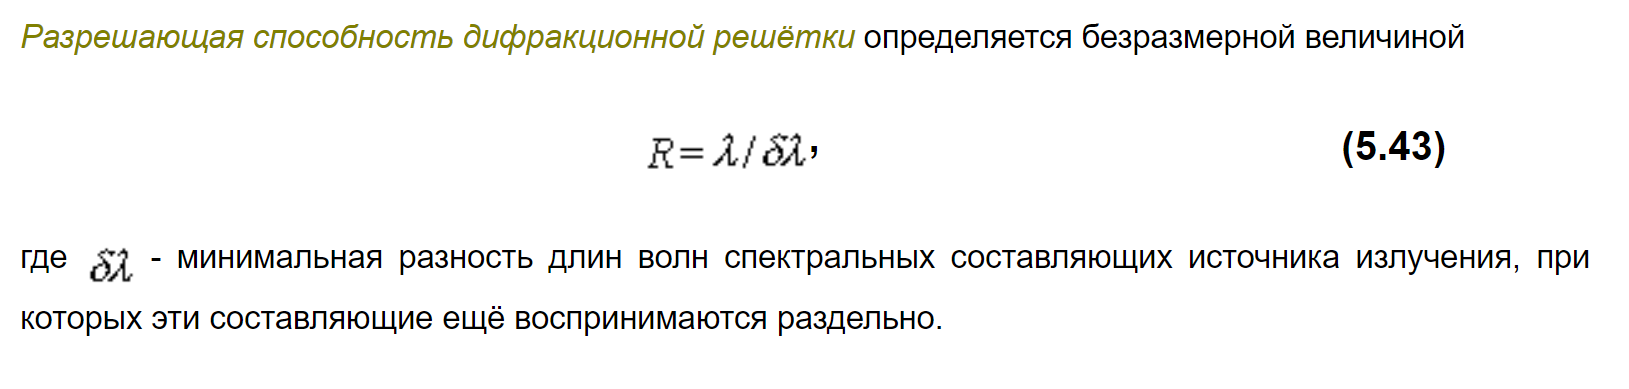 Разрешающая способность дифракционной решётки определяется безразмерной величиной
R = λ / δλ, (5.43)
где δλ - минимальная разность длин волн спектральных составляющих источника излучения, при
которых эти составляющие ещё воспринимаются раздельно.